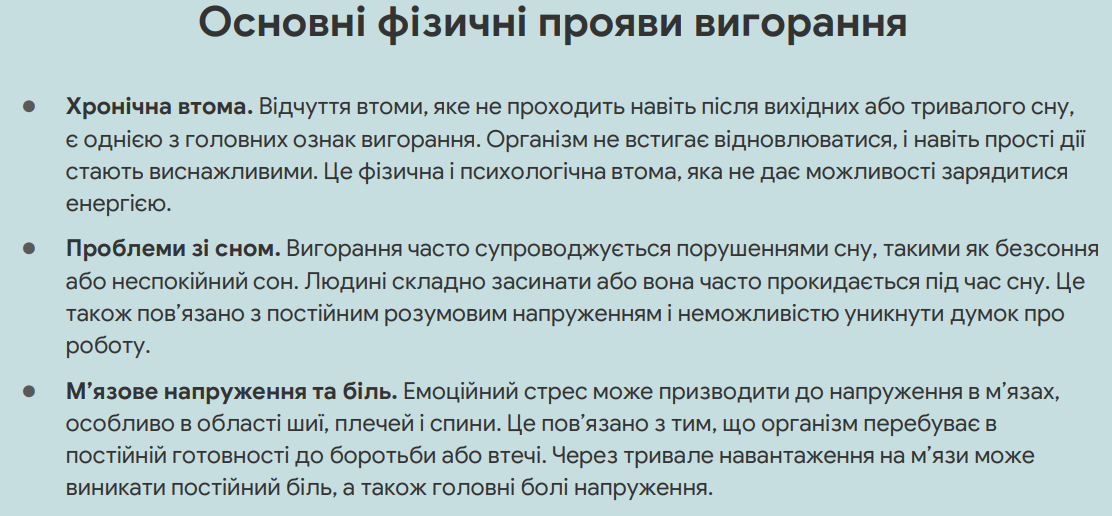 Основні фізичні прояви вигорання
● Хронічна втома. Відчуття втоми, яке не проходить навіть після вихідних або тривалого сну,
є однією з головних ознак вигорання. Організм не встигає відновлюватися, і навіть прості дії
стають виснажливими. Це фізична і психологічна втома, яка не дає можливості зарядитися
енергією.
● Проблеми зі сном. Вигорання часто супроводжується порушеннями сну, такими як безсоння
або неспокійний сон. Людині складно засинати або вона часто прокидається під час сну. Це
також пов’язано з постійним розумовим напруженням і неможливістю уникнути думок про
роботу.
● М’язове напруження та біль. Емоційний стрес може призводити до напруження в м’язах,
особливо в області шиї, плечей і спини. Це пов’язано з тим, що організм перебуває в
постійній готовності до боротьби або втечі. Через тривале навантаження на м’язи може
виникати постійний біль, а також головні болі напруження.